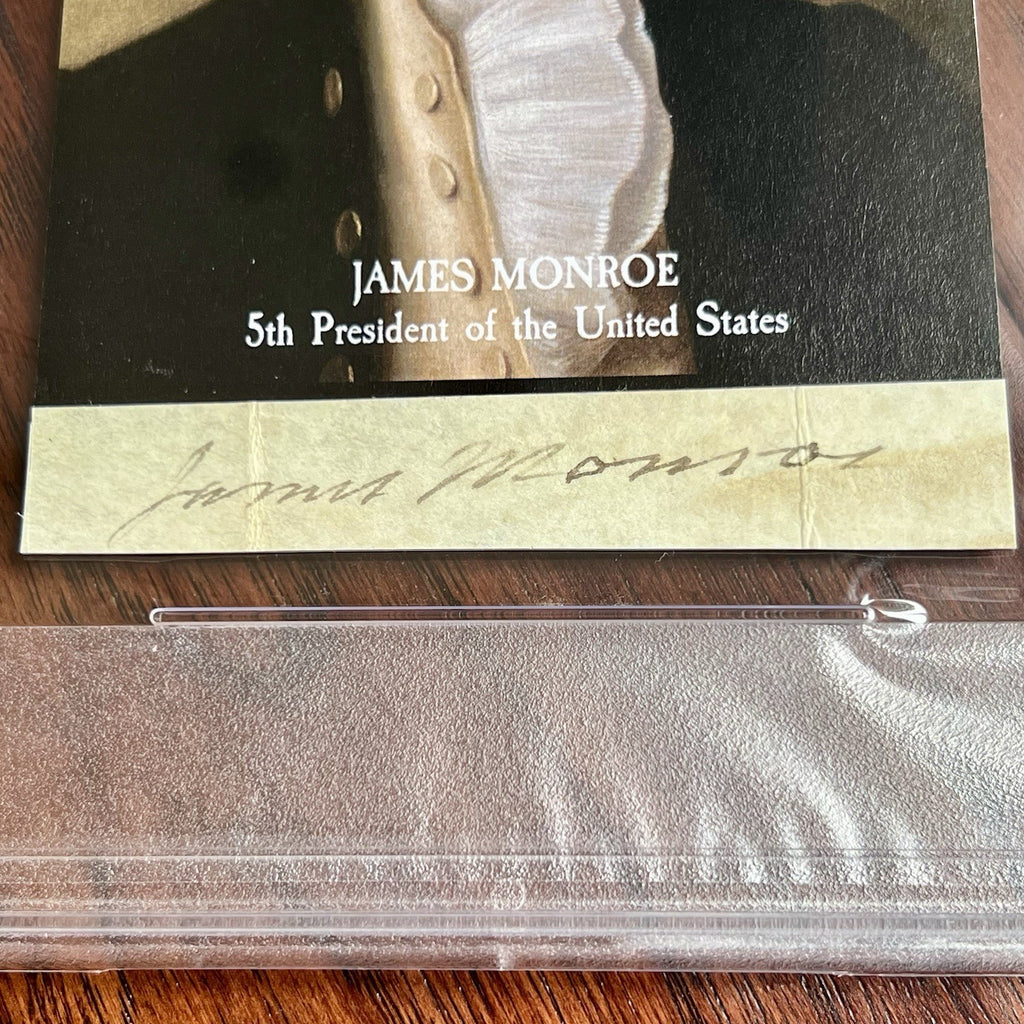 JAMES MONROE
5th President of the United States
James Monroe